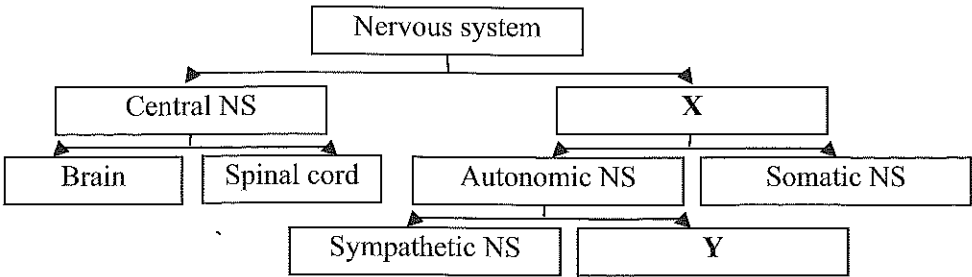 Nervous system
Central NS X
Brain Spinal cord Autonomic NS Somatic NS
Sympathetic NS Y